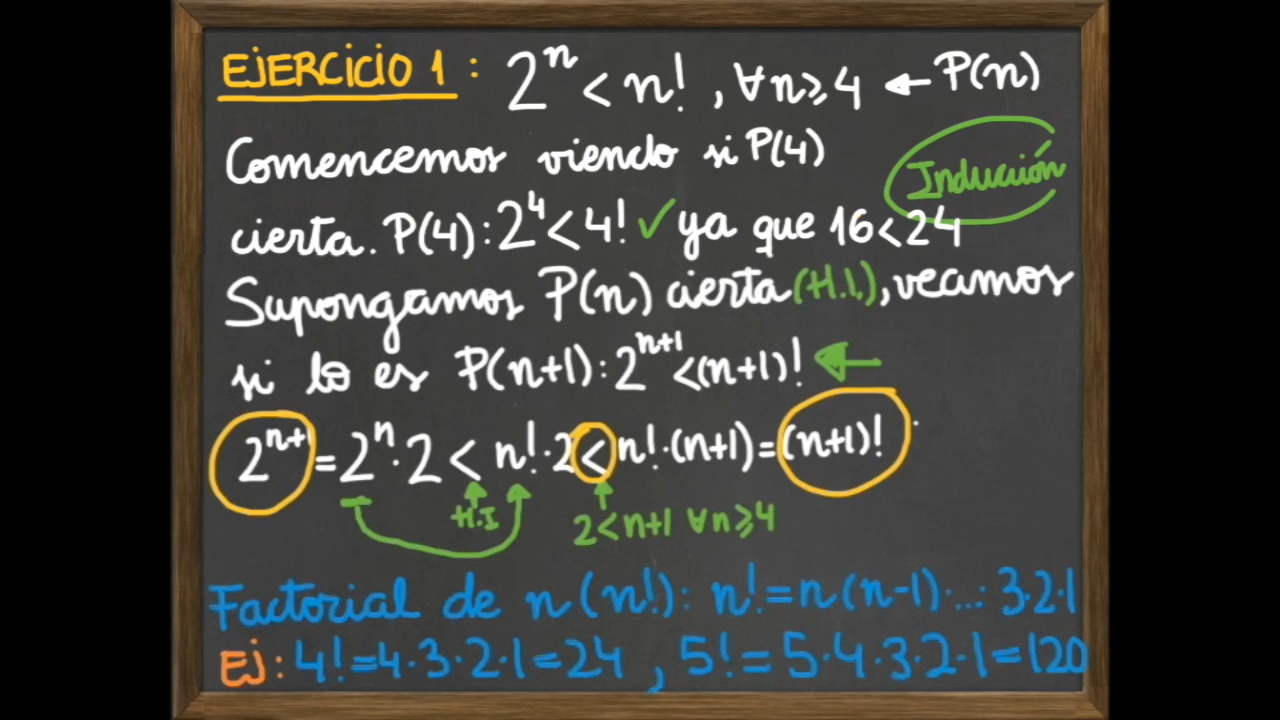 EJERCICIO 1: 2ⁿ < n! , ∀n≥4 ← P(n)
Comencemos viendo si P(4)
Indución
cierta. P(4): 2⁴ < 4! ✓ ya que 16<24
Supongamos P(n) cierta (H.I.), veamos
si lo es P(n+1): 2ⁿ⁺¹ < (n+1)! ←
2ⁿ⁺¹ = 2ⁿ·2 < n!·2 < n!·(n+1) = (n+1)!
H.I 2<n+1 ∀n≥4
Factorial de n (n!): n! = n(n-1)·...·3·2·1
Ej: 4! = 4·3·2·1 = 24 , 5! = 5·4·3·2·1 = 120